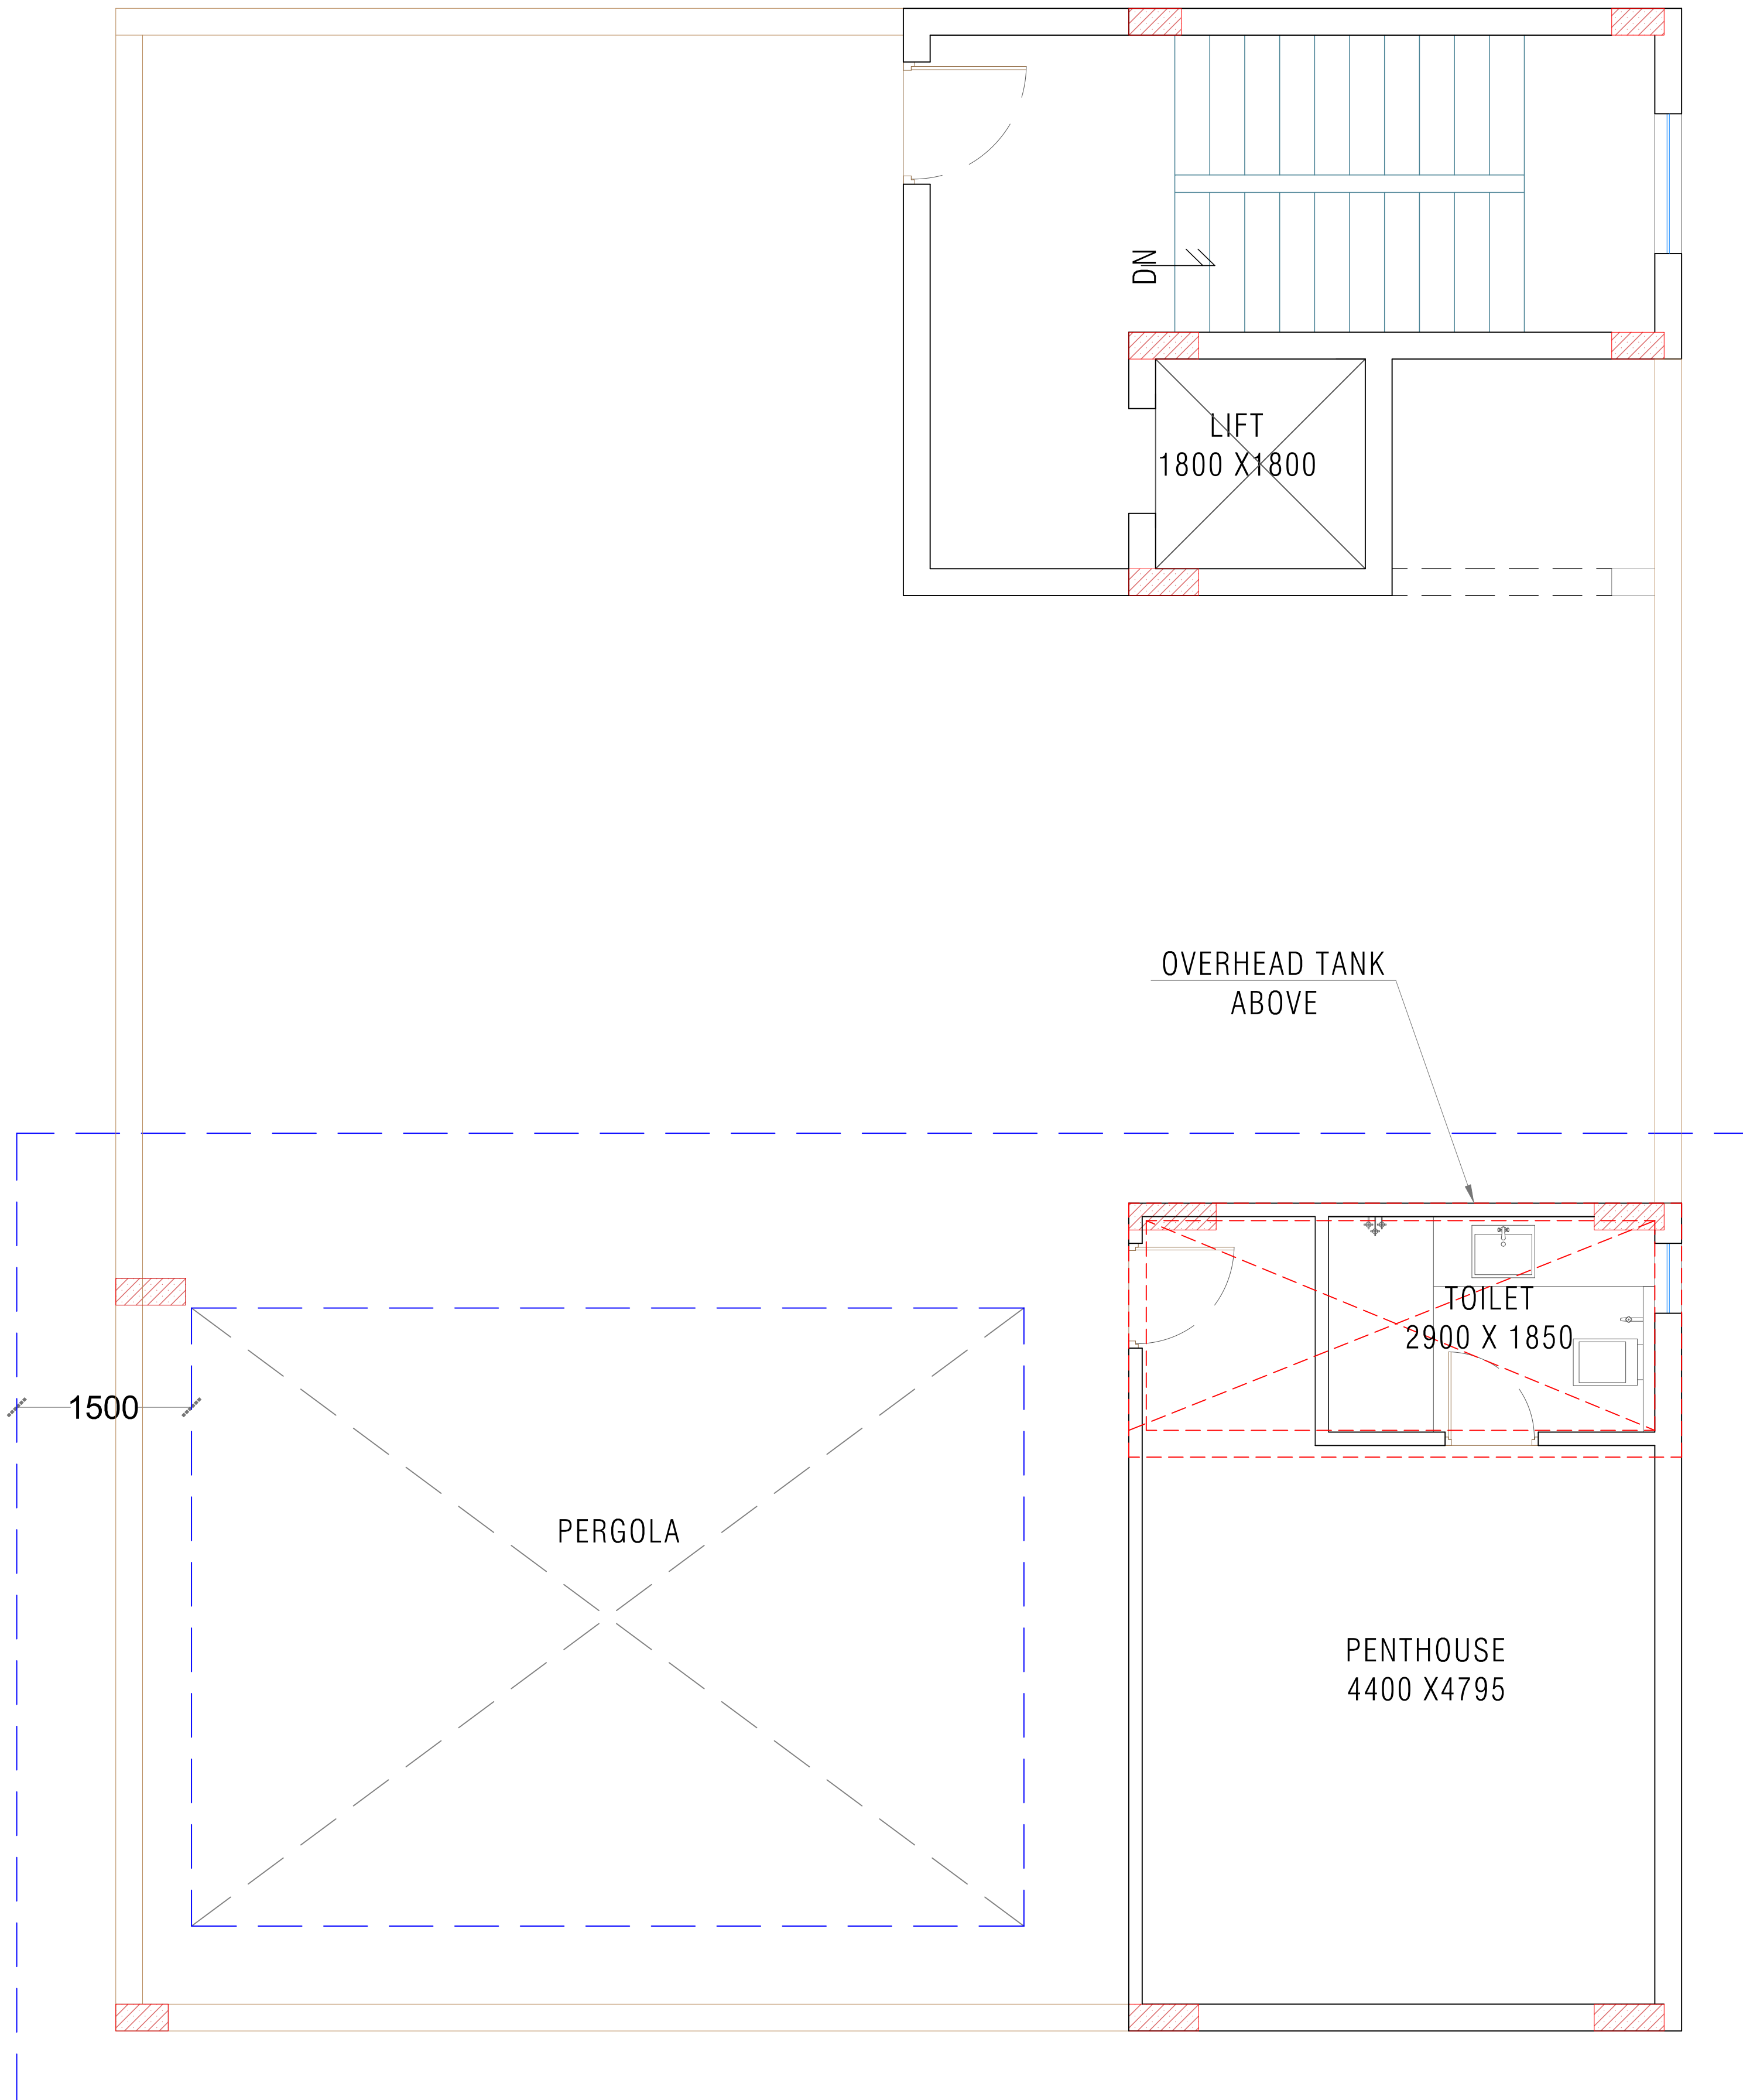 DN
LIFT
1800 X1800
OVERHEAD TANK
ABOVE
TOILET
2900 X 1850
1500
PERGOLA
PENTHOUSE
4400 X4795